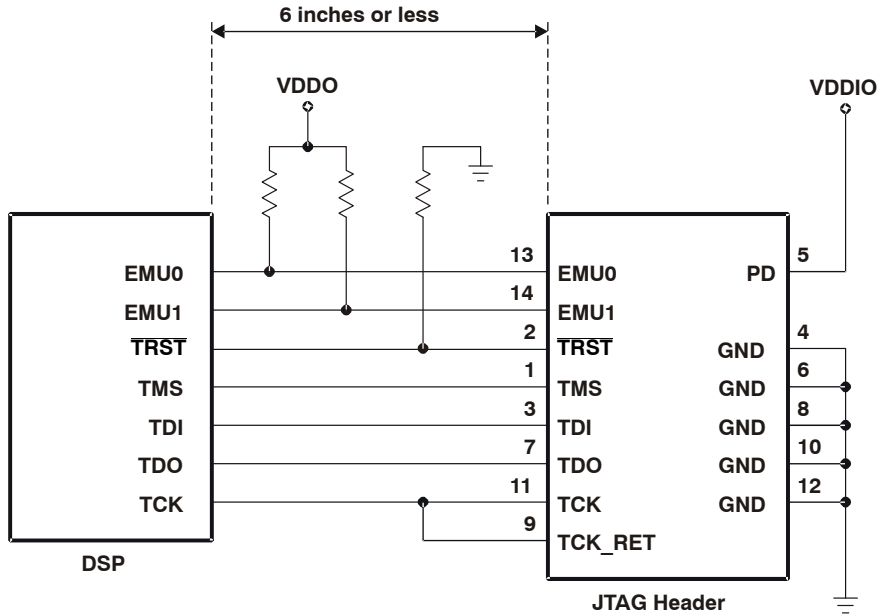 6 inches or less
VDDO
VDDIO
13
5
EMU0
EMU0
PD
14
EMU1
EMU1
2
4
TRST
TRST
GND
1
6
TMS
TMS
GND
3
8
TDI
TDI
GND
7
10
TDO
TDO
GND
11
12
TCK
TCK
GND
9
TCK_RET
DSP
JTAG Header